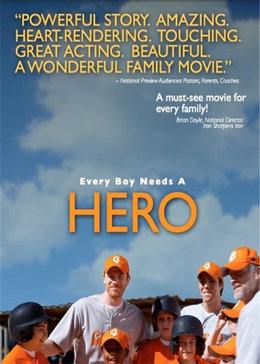 “POWERFUL STORY. AMAZING.
HEART-RENDERING. TOUCHING.
GREAT ACTING. BEAUTIFUL.
A WONDERFUL FAMILY MOVIE.”
– National Preview Audiences: Pastors, Parents, Coaches
A must-see movie for
every family!
Brian Doyle, National Director
Iron Sharpens Iron
Every Boy Needs A
HERO